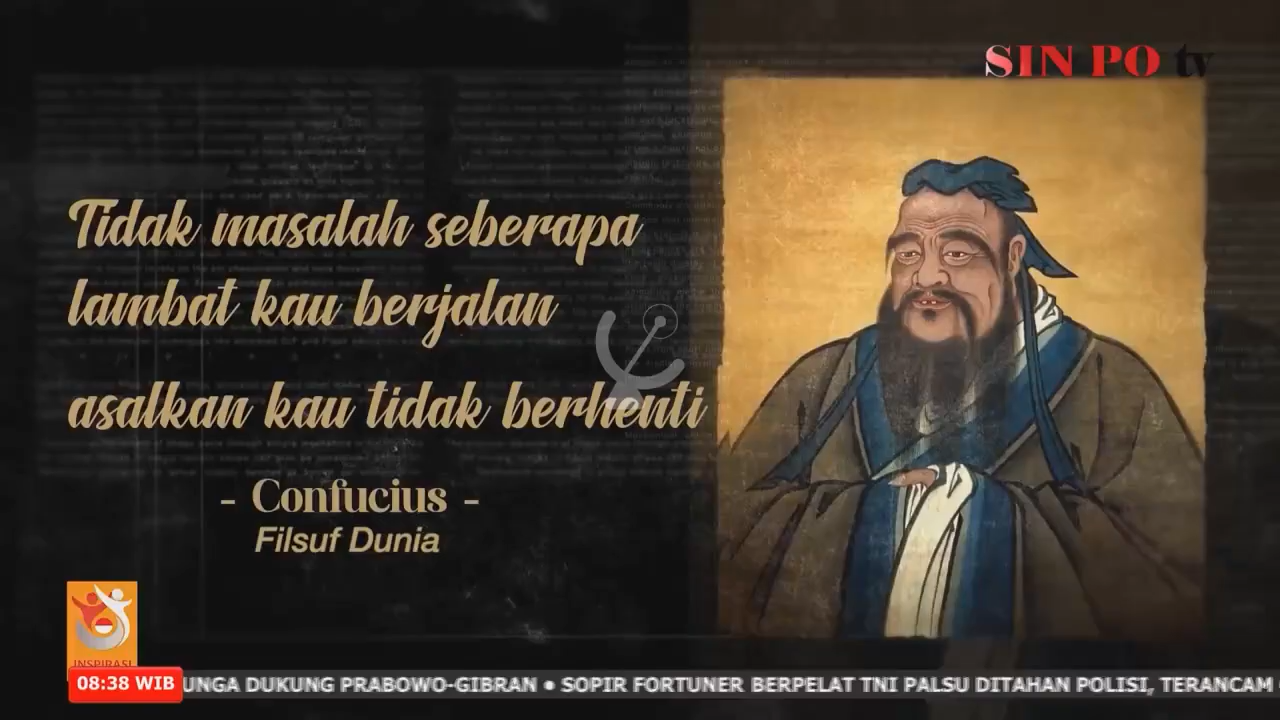 SIN PO tv
Tidak masalah seberapa
lambat kau berjalan
asalkan kau tidak berhenti
- Confucius -
Filsuf Dunia
INSPIRASI
08:38 WIB
UNGA DUKUNG PRABOWO-GIBRAN • SOPIR FORTUNER BERPELAT TNI PALSU DITAHAN POLISI, TERANCAM